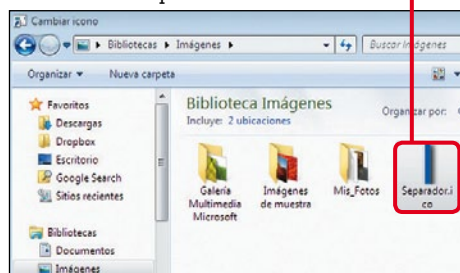 Cambiar icono
Bibliotecas Imágenes
Buscar Imágenes
Organizar Nueva carpeta
Favoritos
Descargas
Dropbox
Escritorio
Google Search
Sitios recientes
Bibliotecas
Documentos
Imágenes
Biblioteca Imágenes
Incluye: 2 ubicaciones
Organizar por:
Galería
Multimedia
Microsoft
Imágenes
de muestra
Mis_Fotos
Separador.i
co